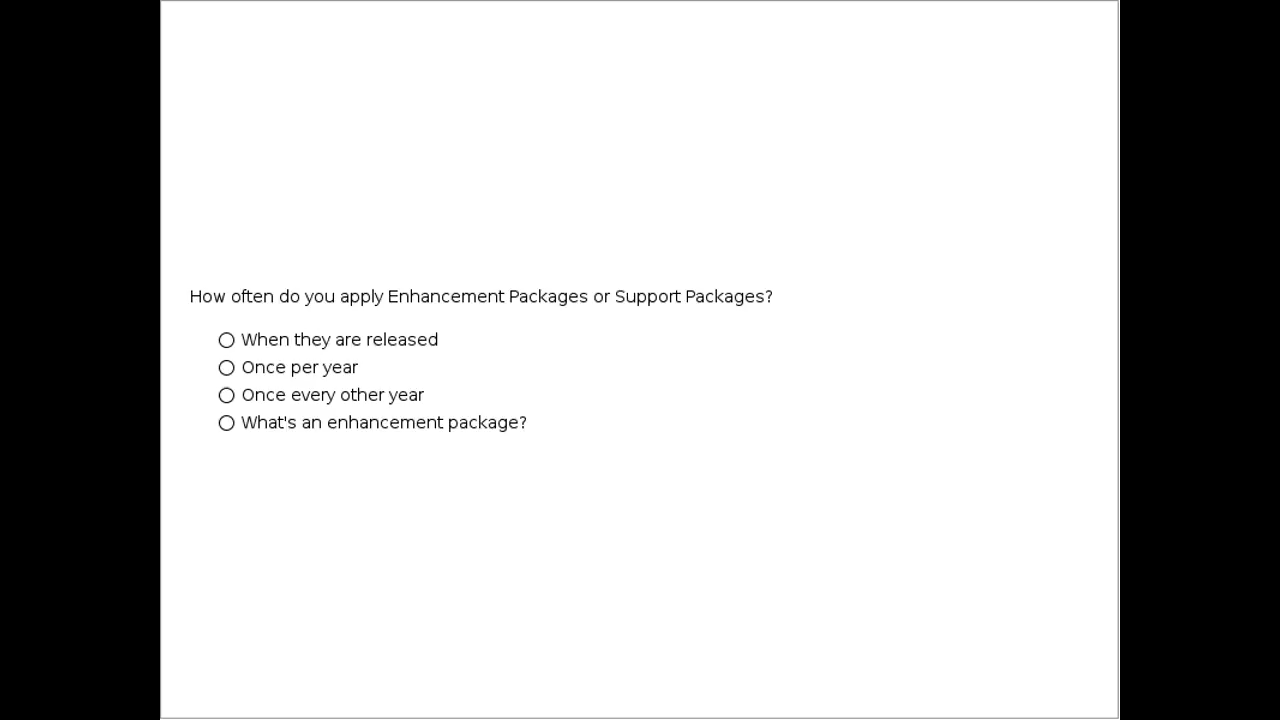 How often do you apply Enhancement Packages or Support Packages?
When they are released
Once per year
Once every other year
What's an enhancement package?